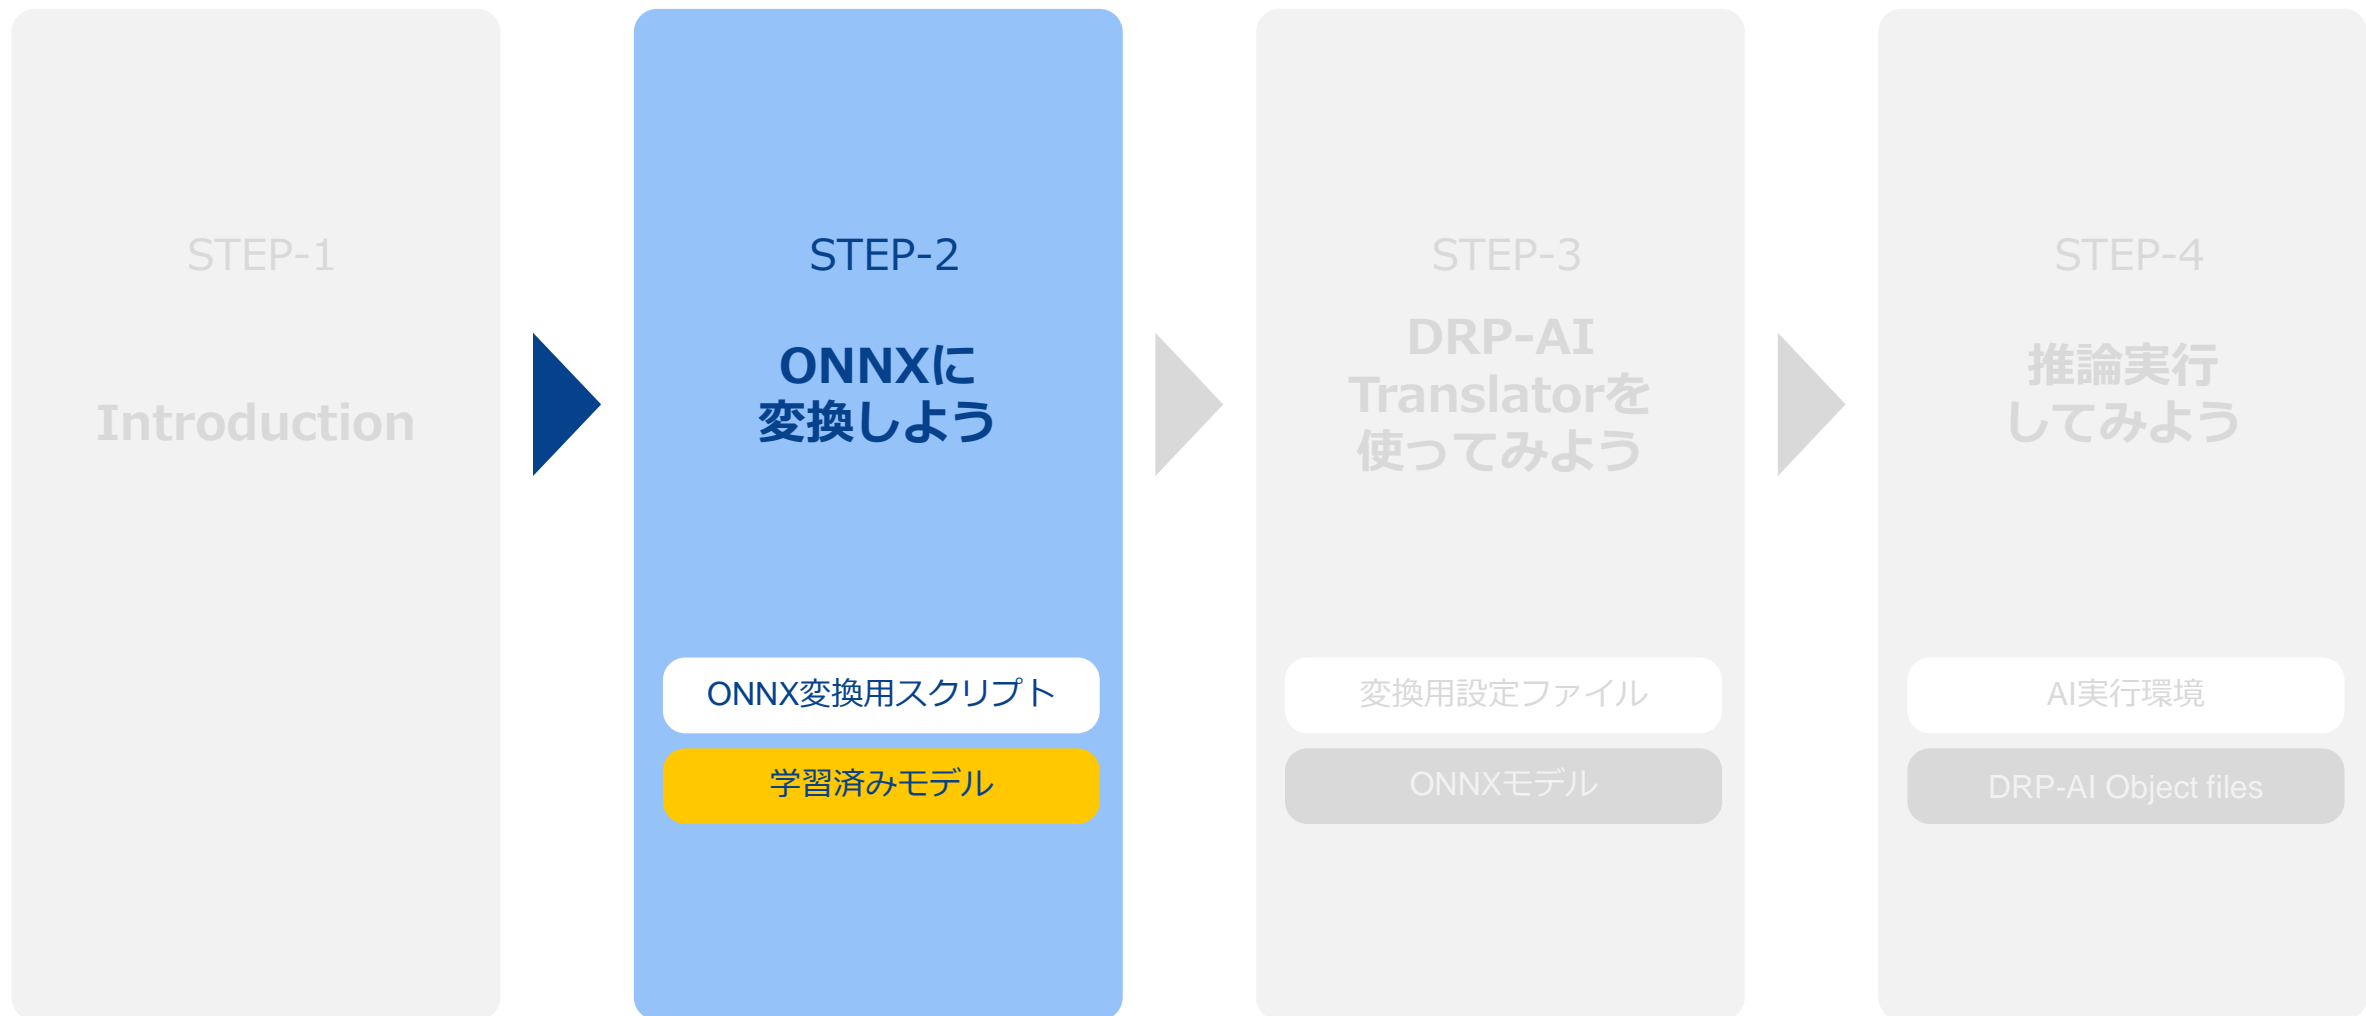 STEP-1
Introduction
STEP-2
ONNXに
変換しよう
ONNX変換用スクリプト
学習済みモデル
STEP-3
DRP-AI
Translatorを
使ってみよう
変換用設定ファイル
ONNXモデル
STEP-4
推論実行
してみよう
AI実行環境
DRP-AI Object files